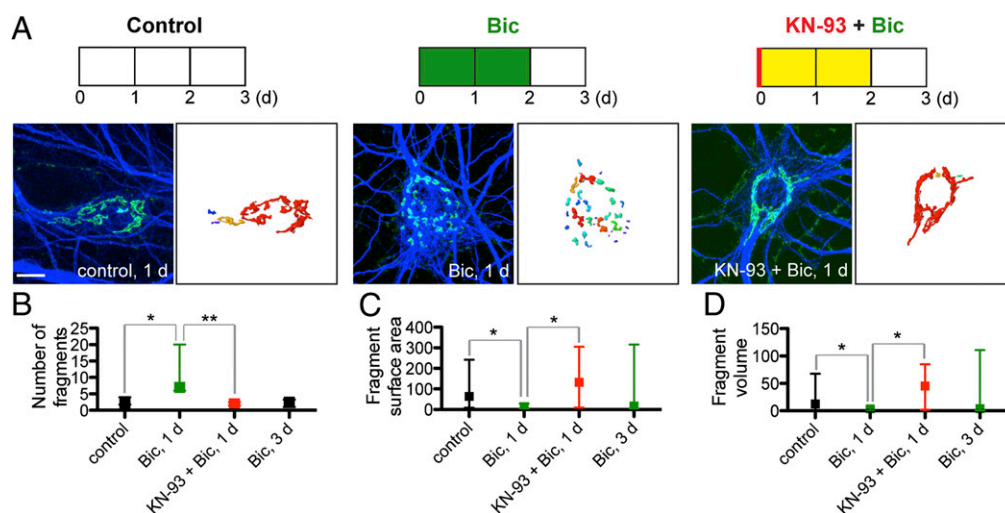 A
Control
Bic
KN-93 + Bic
0 1 2 3 (d)
0 1 2 3 (d)
0 1 2 3 (d)
control, 1 d
Bic, 1 d
KN-93 + Bic, 1 d
B
Number of
fragments
25
20
15
10
5
0
*
**
control
Bic, 1 d
KN-93 + Bic, 1 d
Bic, 3 d
C
Fragment
surface area
400
300
200
100
0
*
*
control
Bic, 1 d
KN-93 + Bic, 1 d
Bic, 3 d
D
Fragment
volume
150
100
50
0
*
*
control
Bic, 1 d
KN-93 + Bic, 1 d
Bic, 3 d